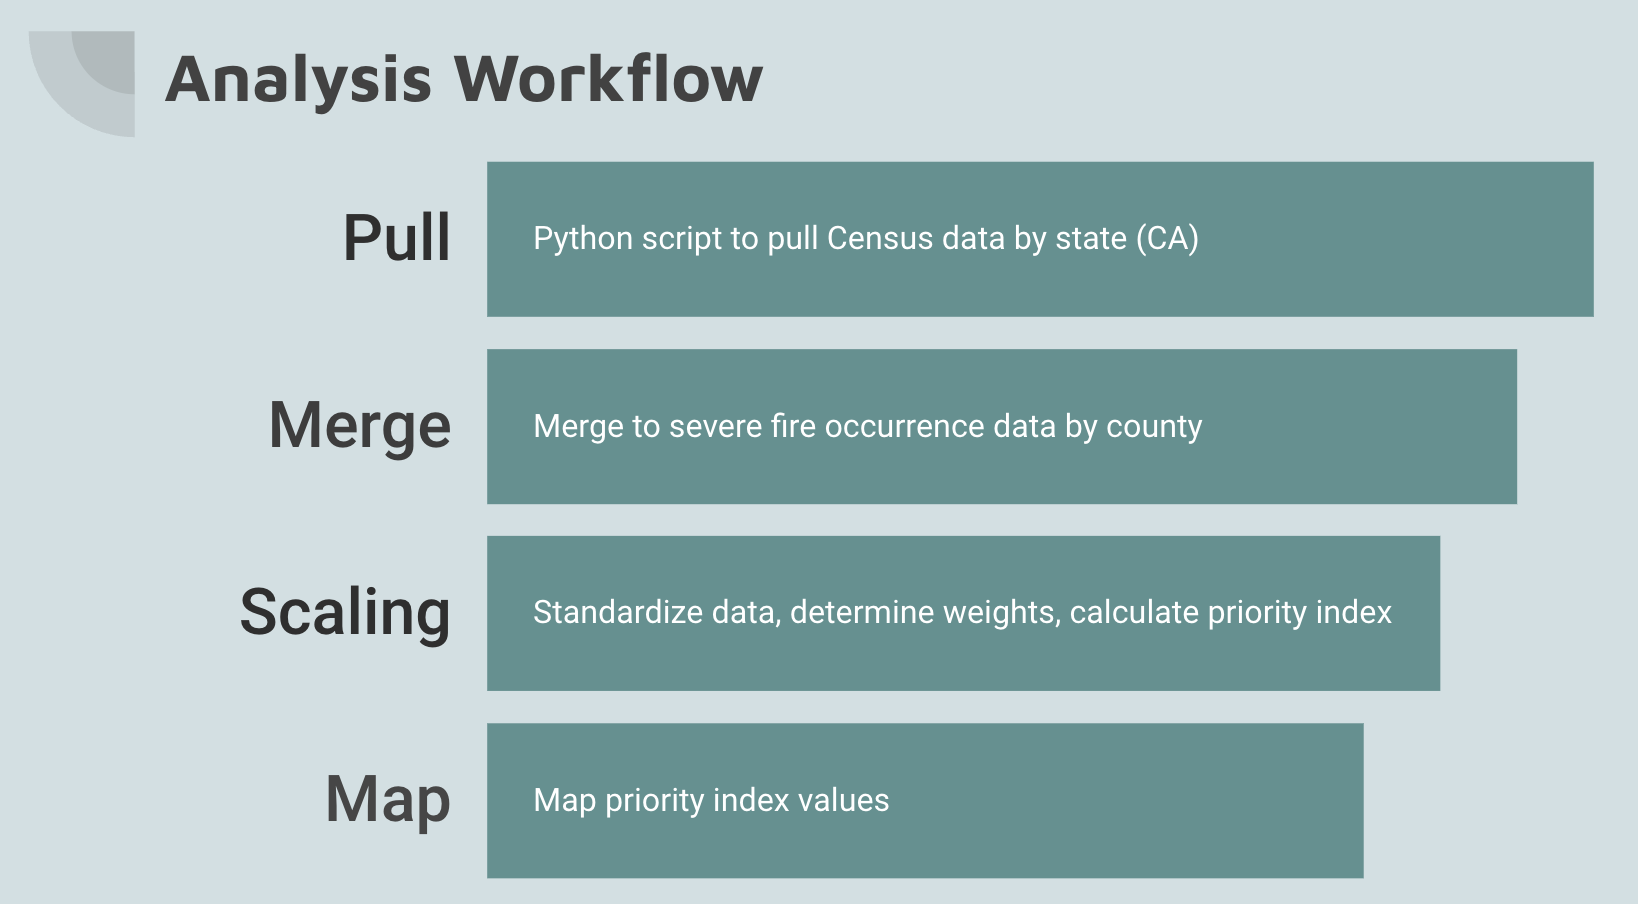 Analysis Workflow
Pull
Python script to pull Census data by state (CA)
Merge
Merge to severe fire occurrence data by county
Scaling
Standardize data, determine weights, calculate priority index
Map
Map priority index values